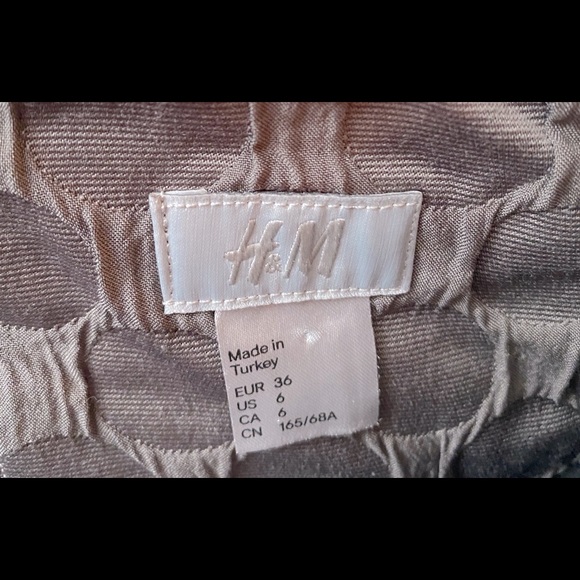 H&M
Made in
Turkey
EUR 36
US 6
CA 6
CN 165/68A